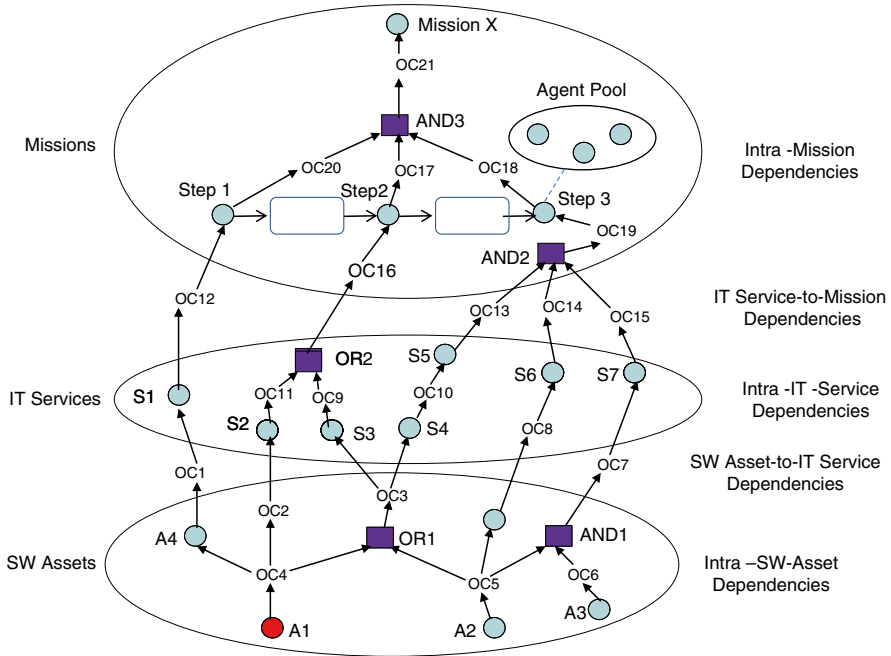 Mission X
OC21
Agent Pool
AND3
Missions
Intra -Mission
Dependencies
OC20
OC17
OC18
Step 1
Step2
Step 3
OC19
AND2
OC16
OC12
OC13
OC14
OC15
IT Service-to-Mission
Dependencies
OR2
S5
S6
S7
IT Services
S1
OC11
OC9
OC10
Intra -IT -Service
Dependencies
S2
S3
S4
OC8
OC1
OC7
SW Asset-to-IT Service
Dependencies
OC3
OC2
A4
OR1
AND1
SW Assets
Intra –SW-Asset
Dependencies
OC4
OC5
OC6
A1
A2
A3